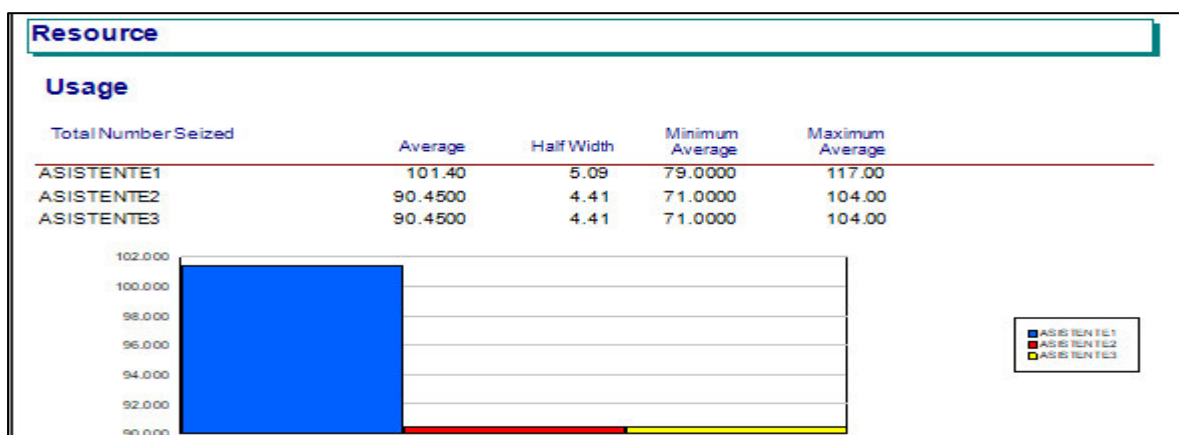 Resource
Usage
Total Number Seized Average Half Width Minimum Average Maximum Average
ASISTENTE1 101.40 5.09 79.0000 117.00
ASISTENTE2 90.4500 4.41 71.0000 104.00
ASISTENTE3 90.4500 4.41 71.0000 104.00
102.000
100.000
98.000
96.000
94.000
92.000
90.000
ASISTENTE1
ASISTENTE2
ASISTENTE3